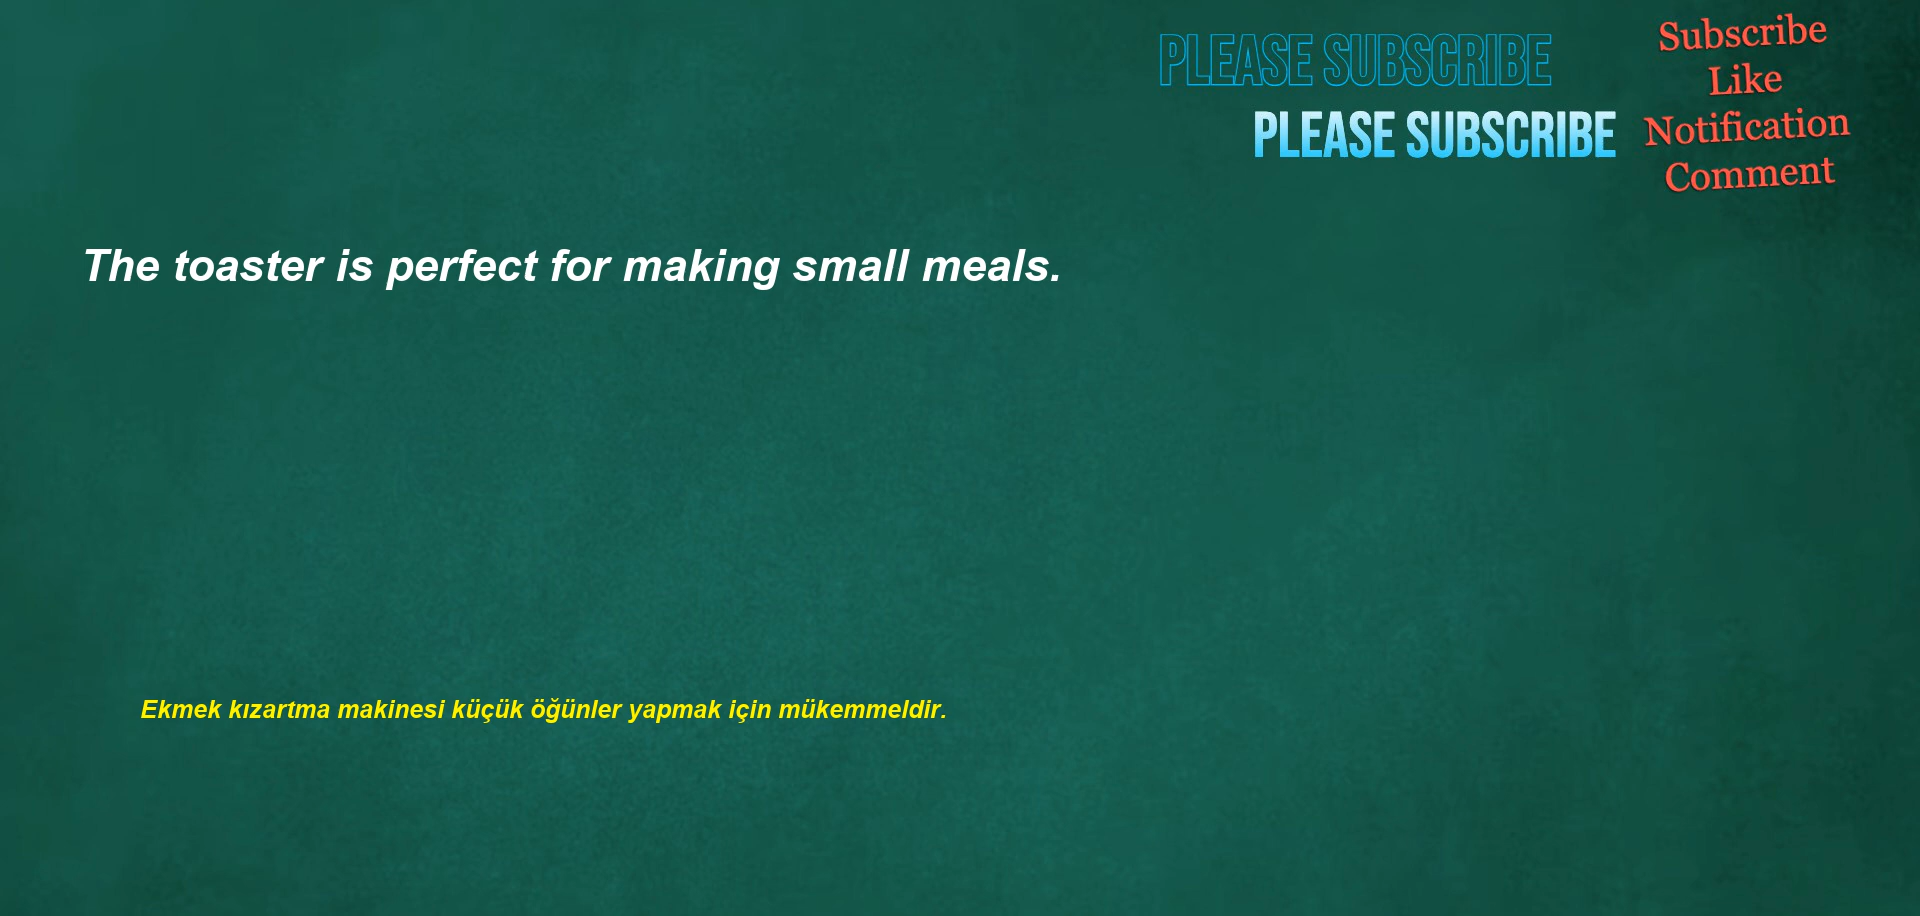 PLEASE SUBSCRIBE
PLEASE SUBSCRIBE
Subscribe
Like
Notification
Comment
The toaster is perfect for making small meals.
Ekmek kızartma makinesi küçük öğünler yapmak için mükemmeldir.